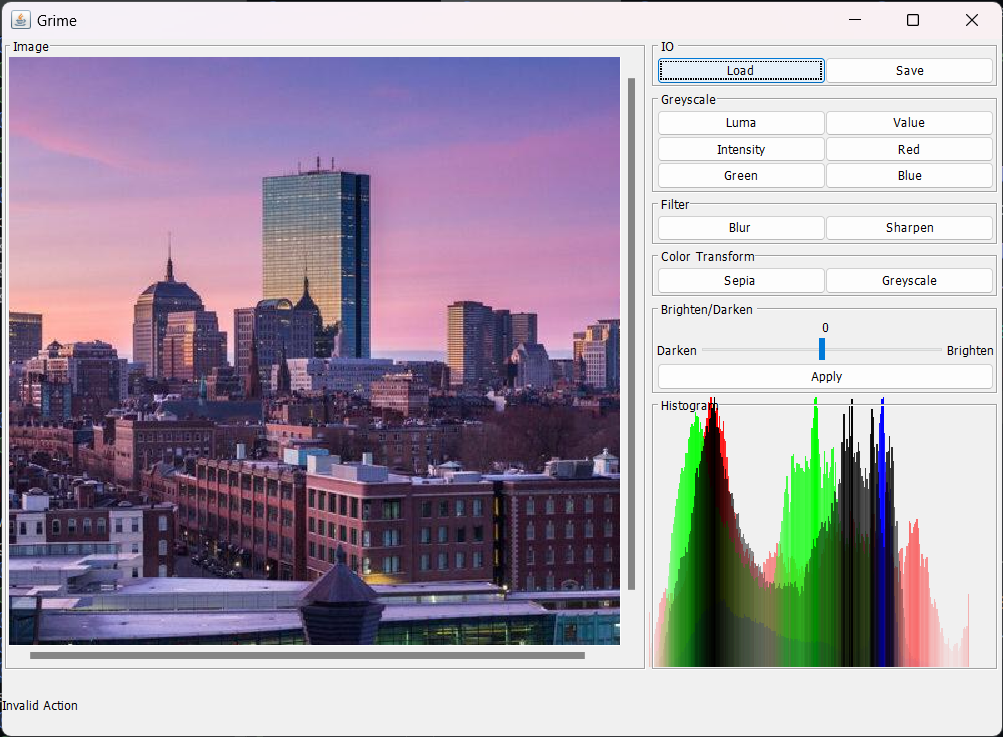 Grime
Image
IO
Load Save
Greyscale
Luma Value
Intensity Red
Green Blue
Filter
Blur Sharpen
Color Transform
Sepia Greyscale
Brighten/Darken
0
Darken Brighten
Apply
Histogram
Invalid Action